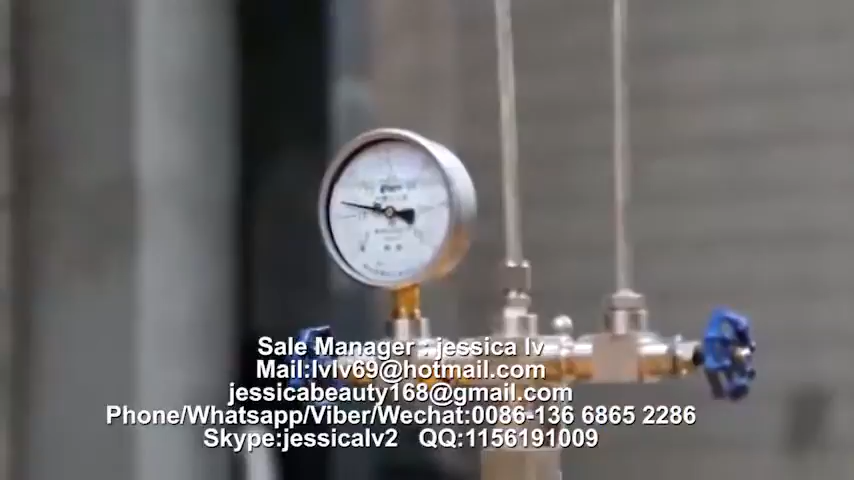 Sale Manager : jessica lv
Mail:lvlv69@hotmail.com
jessicabeauty168@gmail.com
Phone/Whatsapp/Viber/Wechat:0086-136 6865 2286
Skype:jessicalv2 QQ:1156191009